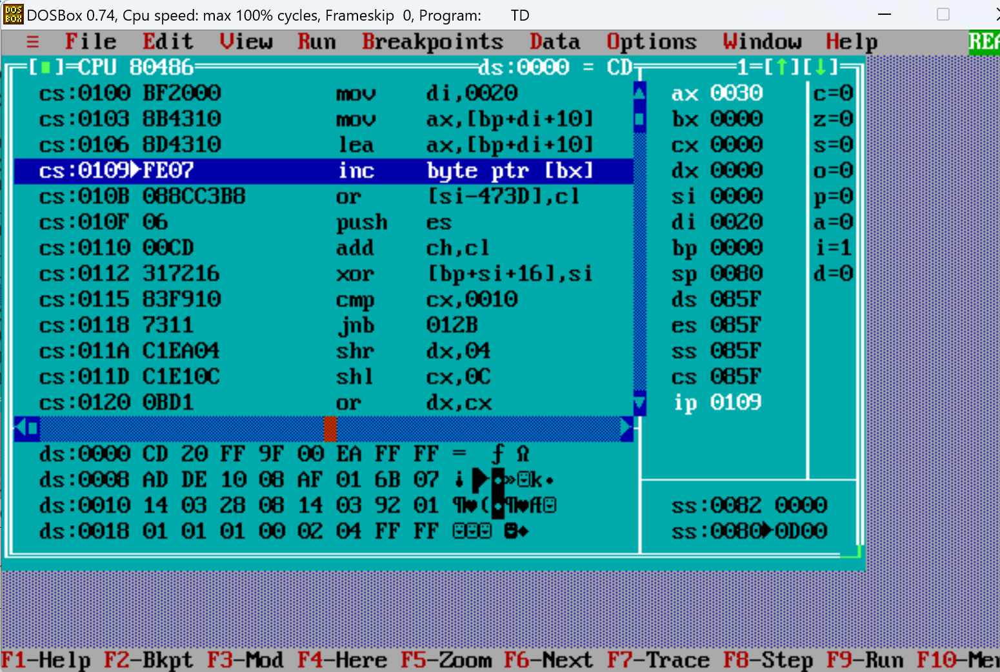 DOSBox 0.74, Cpu speed: max 100% cycles, Frameskip 0, Program: TD
≡ File Edit View Run Breakpoints Data Options Window Help REA
[■]=CPU 80486 ds:0000 = CD 1=[↑][↓]
cs:0100 BF2000 mov di,0020 ax 0030 c=0
cs:0103 8B4310 mov ax,[bp+di+10] bx 0000 z=0
cs:0106 8D4310 lea ax,[bp+di+10] cx 0000 s=0
cs:0109►FE07 inc byte ptr [bx] dx 0000 o=0
cs:010B 088CC3B8 or [si-473D],cl si 0000 p=0
cs:010F 06 push es di 0020 a=0
cs:0110 00CD add ch,cl bp 0000 i=1
cs:0112 317216 xor [bp+si+16],si sp 0080 d=0
cs:0115 83F910 cmp cx,0010 ds 085F
cs:0118 7311 jnb 012B es 085F
cs:011A C1EA04 shr dx,04 ss 085F
cs:011D C1E10C shl cx,0C cs 085F
cs:0120 0BD1 or dx,cx ip 0109
ds:0000 CD 20 FF 9F 00 EA FF FF = ƒ Ω
ds:0008 AD DE 10 08 AF 01 6B 07 ¡▐►◘»☺k•
ds:0010 14 03 28 08 14 03 92 01 ¶♥(◘¶♥Æ☺ ss:0082 0000
ds:0018 01 01 01 00 02 04 FF FF ☺☺☺ ☻♦ ss:0080►0D00
F1-Help F2-Bkpt F3-Mod F4-Here F5-Zoom F6-Next F7-Trace F8-Step F9-Run F10-Men